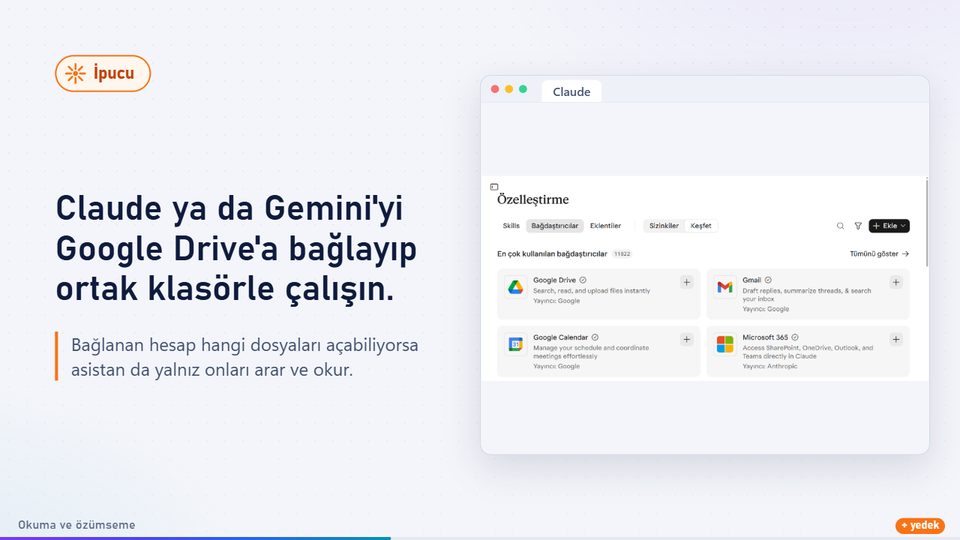 İpucu
Claude ya da Gemini'yi
Google Drive'a bağlayıp
ortak klasörle çalışın.
Bağlanan hesap hangi dosyaları açabiliyorsa
asistan da yalnız onları arar ve okur.
Claude
Özelleştirme
Skills Bağdaştırıcılar Eklentiler Sizinkiler Keşfet + Ekle
En çok kullanılan bağdaştırıcılar 11022 Tümünü göster →
Google Drive
Search, read, and upload files instantly
Yayıncı: Google
Gmail
Draft replies, summarize threads, & search
your inbox
Yayıncı: Google
Google Calendar
Manage your schedule and coordinate
meetings effortlessly
Yayıncı: Google
Microsoft 365
Access SharePoint, OneDrive, Outlook, and
Teams directly in Claude
Yayıncı: Anthropic
Okuma ve özümseme
+ yedek